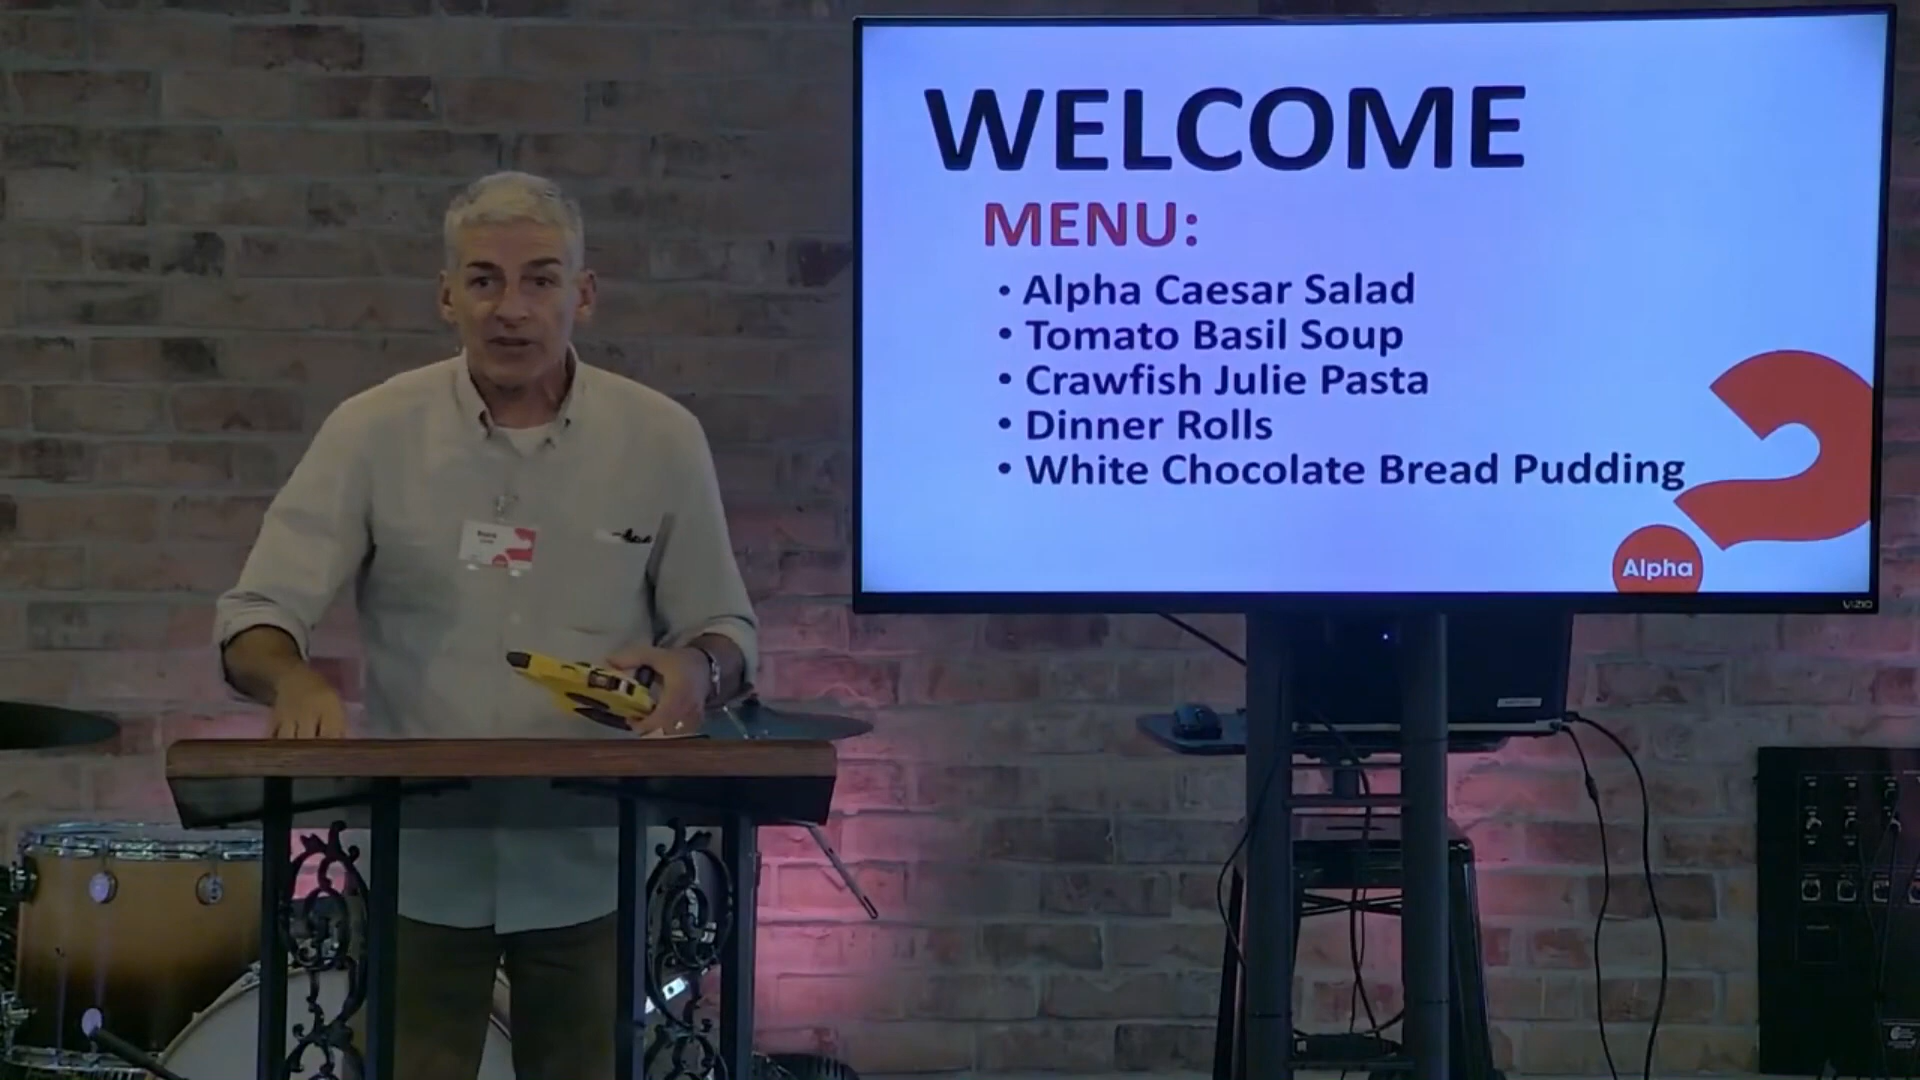 WELCOME
MENU:
• Alpha Caesar Salad
• Tomato Basil Soup
• Crawfish Julie Pasta
• Dinner Rolls
• White Chocolate Bread Pudding
Alpha
VIZIO